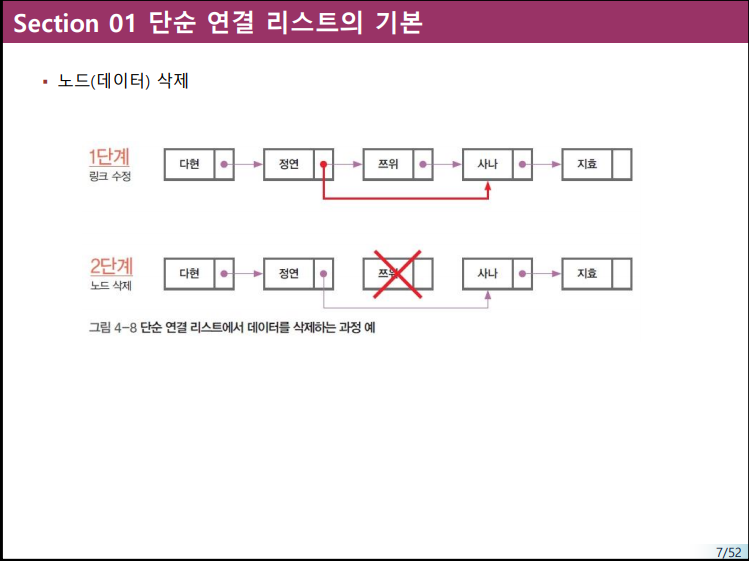 Section 01 단순 연결 리스트의 기본
▪ 노드(데이터) 삭제
1단계
링크 수정
다현 정연 쯔위 사나 지효
2단계
노드 삭제
다현 정연 쯔위 사나 지효
그림 4-8 단순 연결 리스트에서 데이터를 삭제하는 과정 예
7/52